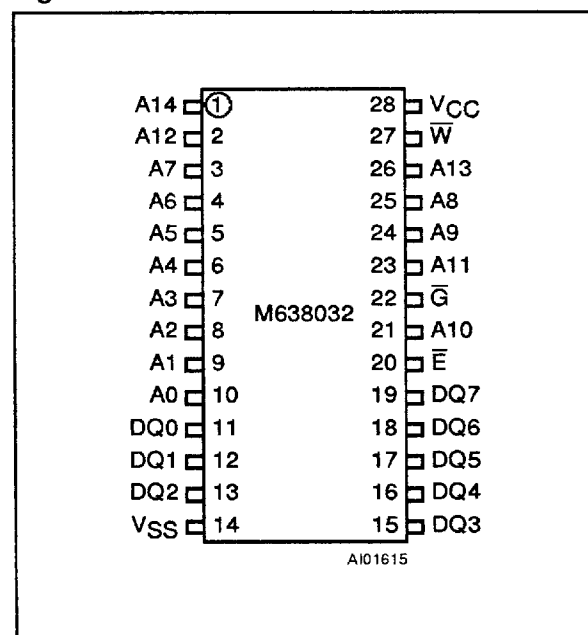 A14 1 28 VCC
A12 2 27 W̅
A7 3 26 A13
A6 4 25 A8
A5 5 24 A9
A4 6 23 A11
A3 7 M638032 22 G̅
A2 8 21 A10
A1 9 20 E̅
A0 10 19 DQ7
DQ0 11 18 DQ6
DQ1 12 17 DQ5
DQ2 13 16 DQ4
VSS 14 15 DQ3
AI01615